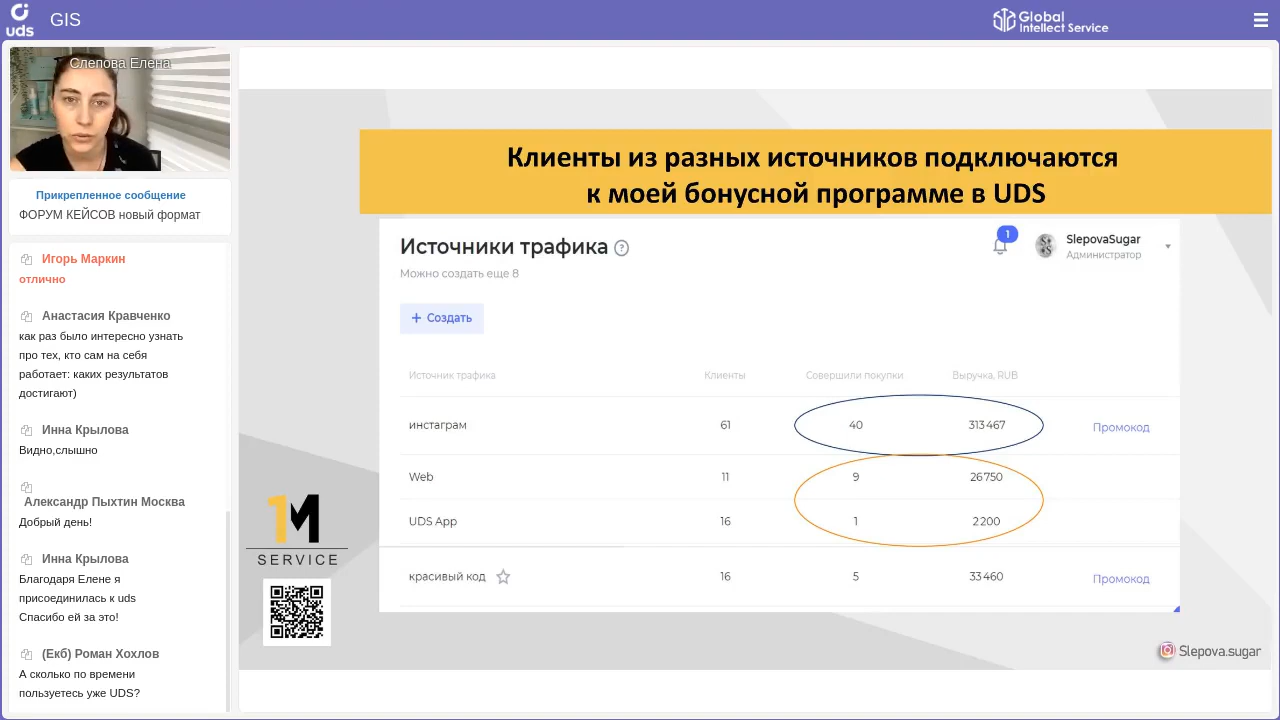 uds
GIS
Global
Intellect Service
Слепова Елена
Прикрепленное сообщение
ФОРУМ КЕЙСОВ новый формат
Игорь Маркин
отлично
Анастасия Кравченко
как раз было интересно узнать
про тех, кто сам на себя
работает: каких результатов
достигают)
Инна Крылова
Видно,слышно
Александр Пыхтин Москва
Добрый день!
Инна Крылова
Благодаря Елене я
присоединилась к uds
Спасибо ей за это!
(Екб) Роман Хохлов
А сколько по времени
пользуетесь уже UDS?
Клиенты из разных источников подключаются
к моей бонусной программе в UDS
Источники трафика ?
Можно создать еще 8
1
SlepovaSugar
Администратор
+ Создать
Источник трафика Клиенты Совершили покупки Выручка, RUB
инстаграм 61 40 313 467 Промокод
Web 11 9 26 750
UDS App 16 1 2 200
красивый код 16 5 33 460 Промокод
1M
SERVICE
Slepova.sugar